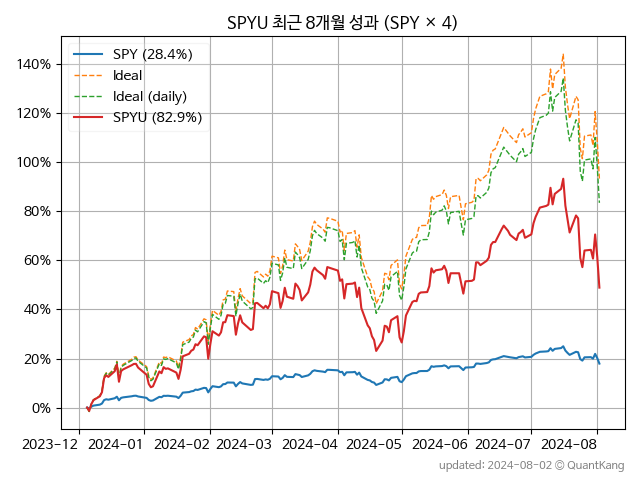 SPYU 최근 8개월 성과 (SPY × 4)
SPY (28.4%)
Ideal
Ideal (daily)
SPYU (82.9%)
140%
120%
100%
80%
60%
40%
20%
0%
2023-12 2024-01 2024-02 2024-03 2024-04 2024-05 2024-06 2024-07 2024-08
updated: 2024-08-02 © QuantKang